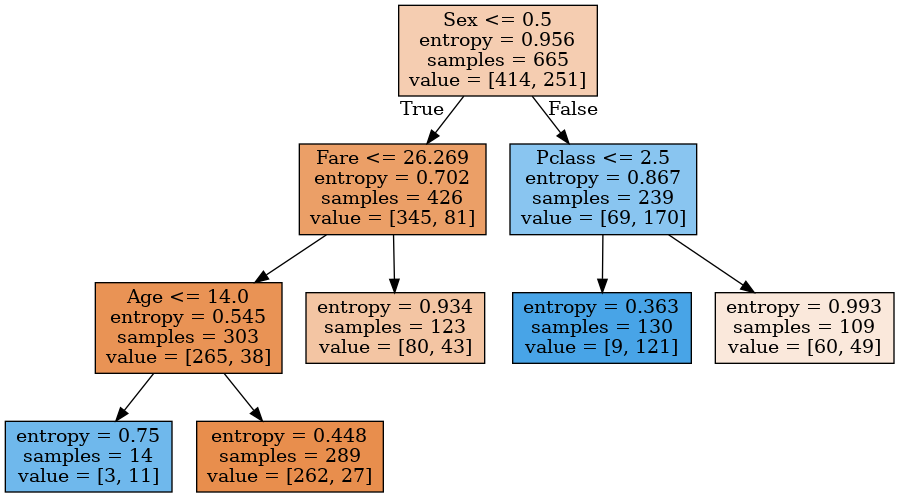 Sex <= 0.5
entropy = 0.956
samples = 665
value = [414, 251]
True
False
Fare <= 26.269
entropy = 0.702
samples = 426
value = [345, 81]
Pclass <= 2.5
entropy = 0.867
samples = 239
value = [69, 170]
Age <= 14.0
entropy = 0.545
samples = 303
value = [265, 38]
entropy = 0.934
samples = 123
value = [80, 43]
entropy = 0.363
samples = 130
value = [9, 121]
entropy = 0.993
samples = 109
value = [60, 49]
entropy = 0.75
samples = 14
value = [3, 11]
entropy = 0.448
samples = 289
value = [262, 27]